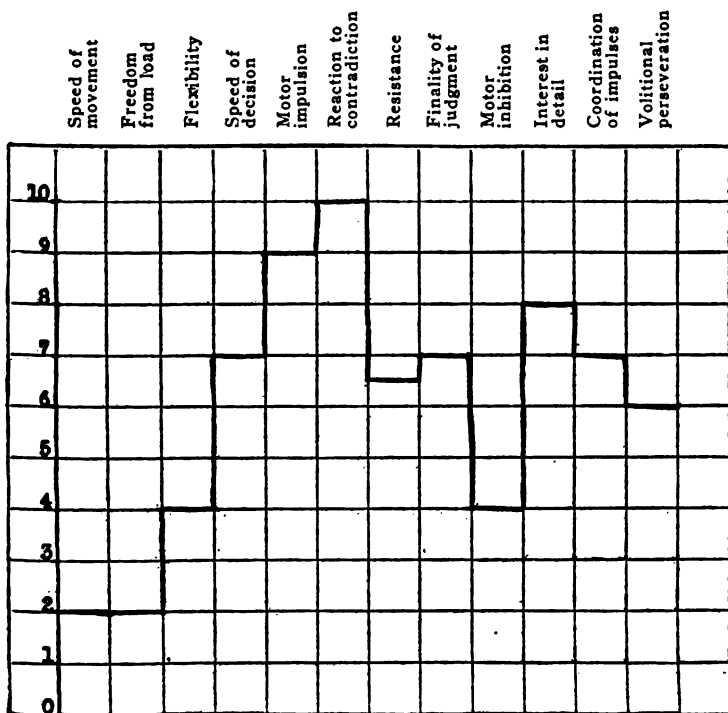 Speed of
movement
Freedom
from load
Flexibility
Speed of
decision
Motor
impulsion
Reaction to
contradiction
Resistance
Finality of
judgment
Motor
inhibition
Interest in
detail
Coordination
of impulses
Volitional
perseveration
10
9
8
7
6
5
4
3
2
1
0